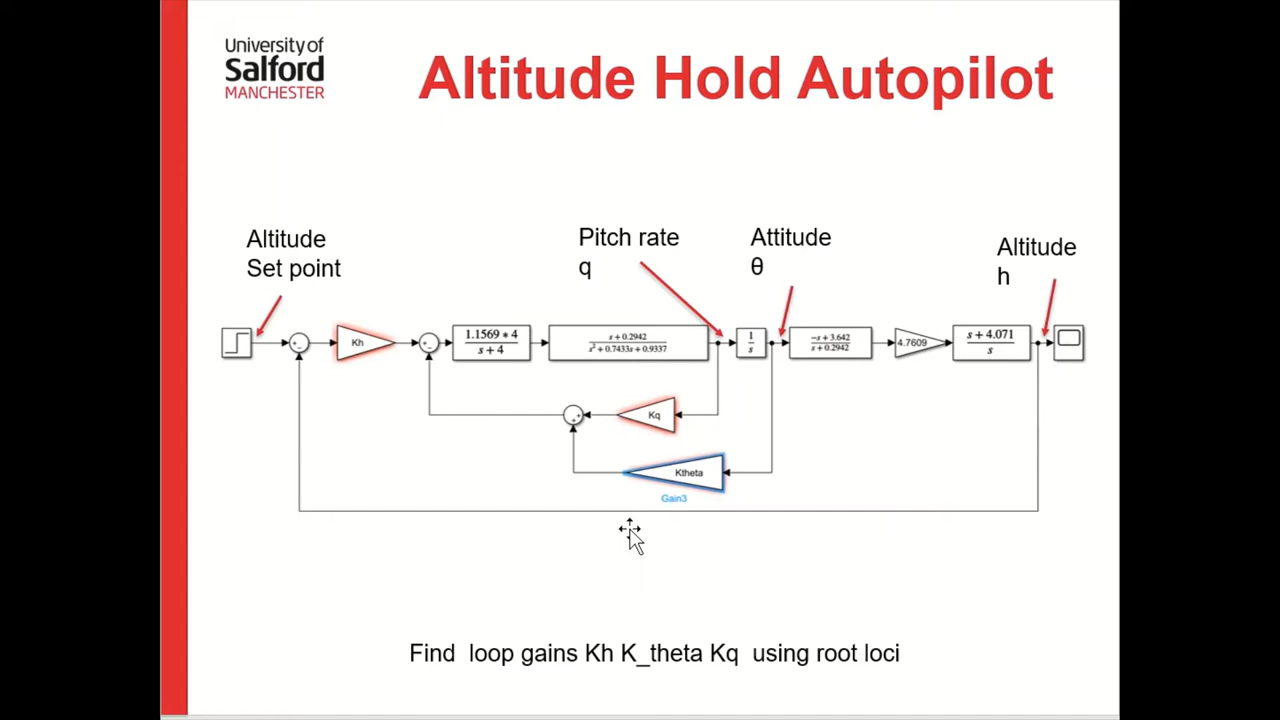 University of
Salford
MANCHESTER
Altitude Hold Autopilot
Altitude
Set point
Pitch rate
q
Attitude
θ
Altitude
h
Kh
1.1569 * 4
s + 4
s + 0.2942
s² + 0.7433s + 0.9337
1
s
−s + 3.642
s + 0.2942
4.7609
s + 4.071
s
Kq
Ktheta
Gain3
Find loop gains Kh K_theta Kq using root loci